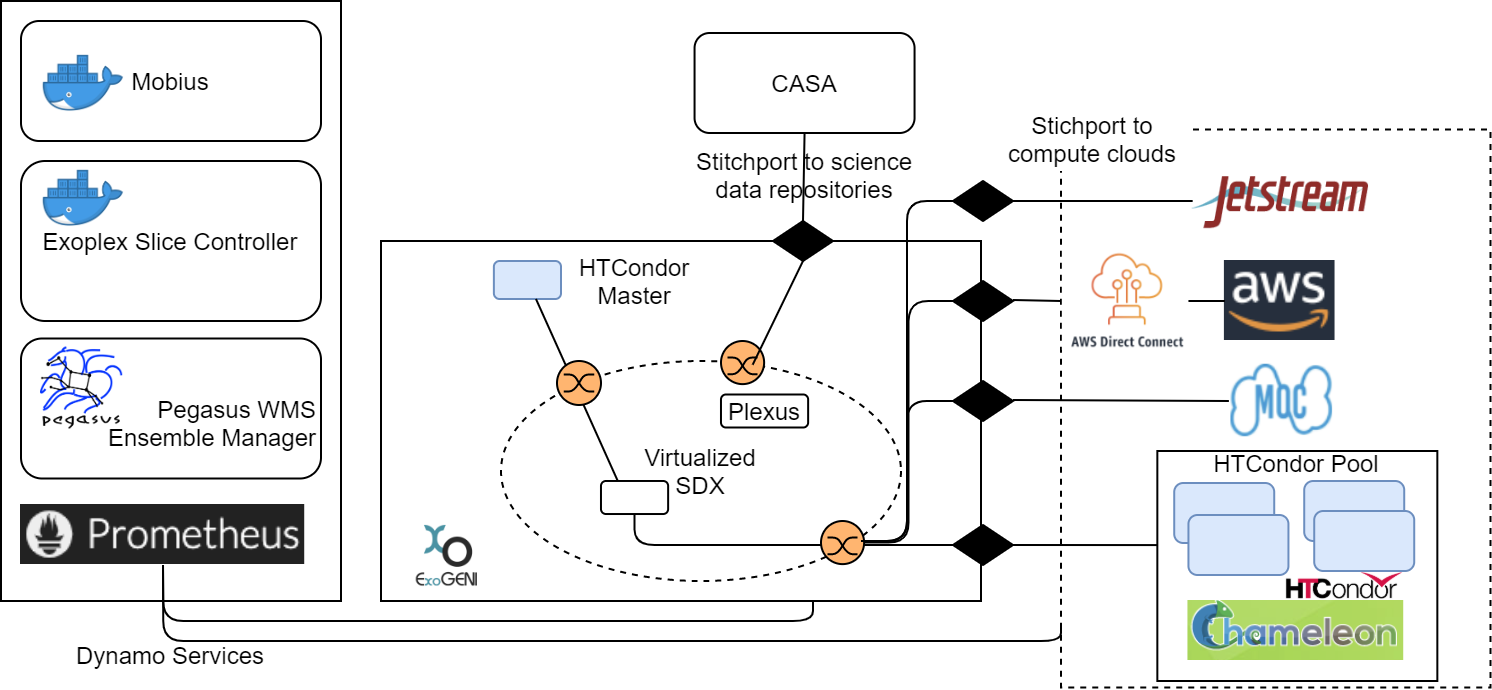 Mobius
Exoplex Slice Controller
pegasus
Pegasus WMS
Ensemble Manager
Prometheus
Dynamo Services
CASA
Stitchport to science
data repositories
HTCondor
Master
Plexus
Virtualized
SDX
ExoGENI
Stichport to
compute clouds
Jetstream
AWS Direct Connect
aws
MOC
HTCondor Pool
HTCondor
Chameleon